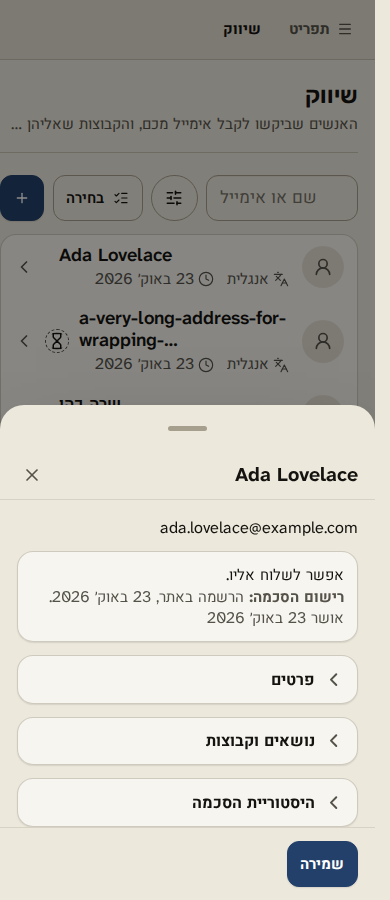 תפריט
שיווק
שיווק
האנשים שביקשו לקבל אימייל מכם, והקבוצות שאליהן ...
שם או אימייל
בחירה
Ada Lovelace
אנגלית 23 באוק׳ 2026
a-very-long-address-for-
wrapping-...
אנגלית 23 באוק׳ 2026
שרה כהן
Ada Lovelace
ada.lovelace@example.com
אפשר לשלוח אליו.
רישום הסכמה: הרשמה באתר, 23 באוק׳ 2026.
אושר 23 באוק׳ 2026
פרטים
נושאים וקבוצות
היסטוריית הסכמה
שמירה